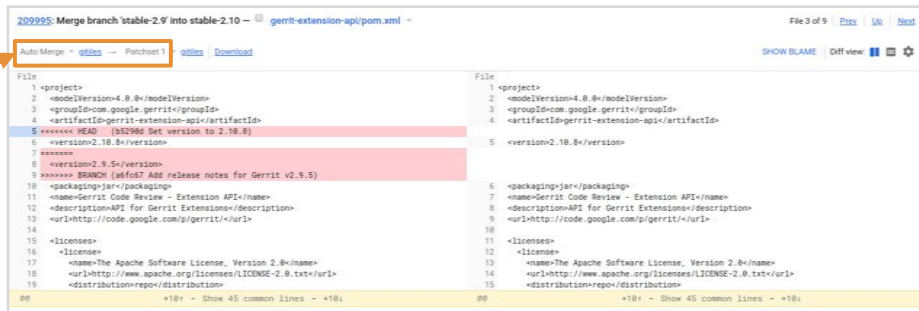 209995: Merge branch 'stable-2.9' into stable-2.10 — gerrit-extension-api/pom.xml
File 3 of 9 Prev Up Next
Auto Merge gitiles → Patchset 1 gitiles Download
SHOW BLAME Diff view:
File
1 <project>
2 <modelVersion>4.0.0</modelVersion>
3 <groupId>com.google.gerrit</groupId>
4 <artifactId>gerrit-extension-api</artifactId>
5 <<<<<<< HEAD (b5290d Set version to 2.10.8)
6 <version>2.10.8</version>
7 =======
8 <version>2.9.5</version>
9 >>>>>>> BRANCH (a6fc67 Add release notes for Gerrit v2.9.5)
10 <packaging>jar</packaging>
11 <name>Gerrit Code Review - Extension API</name>
12 <description>API for Gerrit Extensions</description>
13 <url>http://code.google.com/p/gerrit/</url>
14
15 <licenses>
16 <license>
17 <name>The Apache Software License, Version 2.0</name>
18 <url>http://www.apache.org/licenses/LICENSE-2.0.txt</url>
19 <distribution>repo</distribution>
@@ +10↑ - Show 45 common lines - +10↓
File
1 <project>
2 <modelVersion>4.0.0</modelVersion>
3 <groupId>com.google.gerrit</groupId>
4 <artifactId>gerrit-extension-api</artifactId>
5 <version>2.10.8</version>
6 <packaging>jar</packaging>
7 <name>Gerrit Code Review - Extension API</name>
8 <description>API for Gerrit Extensions</description>
9 <url>http://code.google.com/p/gerrit/</url>
10
11 <licenses>
12 <license>
13 <name>The Apache Software License, Version 2.0</name>
14 <url>http://www.apache.org/licenses/LICENSE-2.0.txt</url>
15 <distribution>repo</distribution>
@@ +10↑ - Show 45 common lines - +10↓